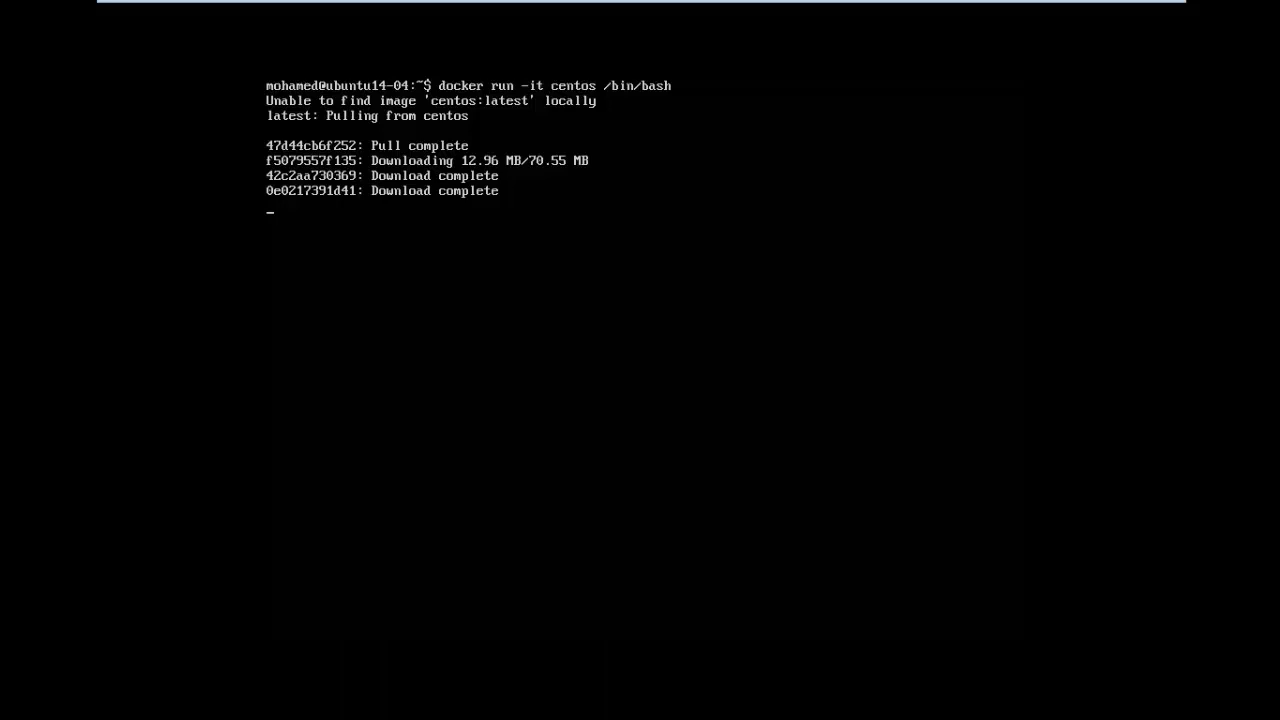 mohamed@ubuntu14-04:~$ docker run -it centos /bin/bash
Unable to find image 'centos:latest' locally
latest: Pulling from centos
47d44cb6f252: Pull complete
f5079557f135: Downloading 12.96 MB/70.55 MB
42c2aa730369: Download complete
0e0217391d41: Download complete